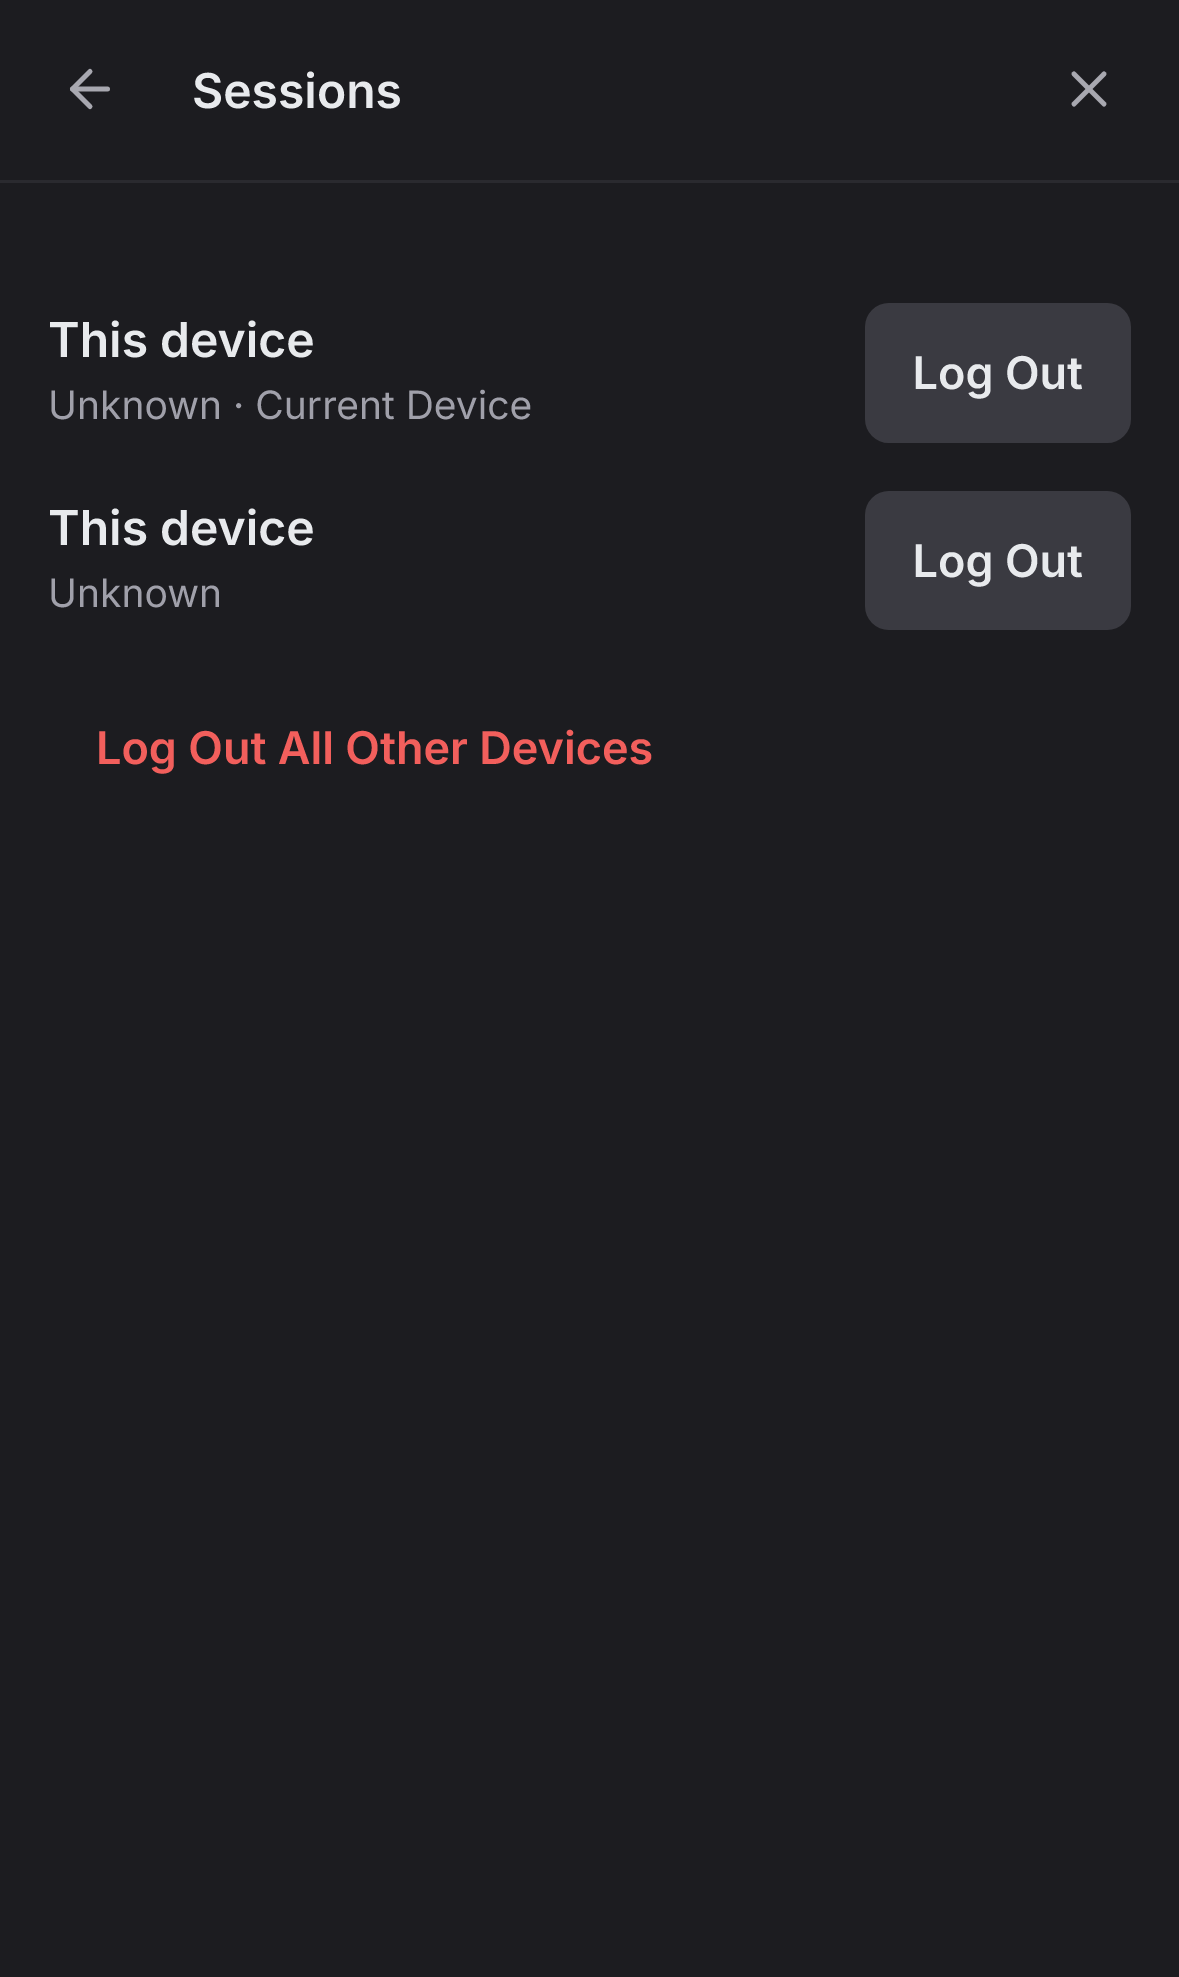 Sessions
This device
Unknown · Current Device
Log Out
This device
Unknown
Log Out
Log Out All Other Devices